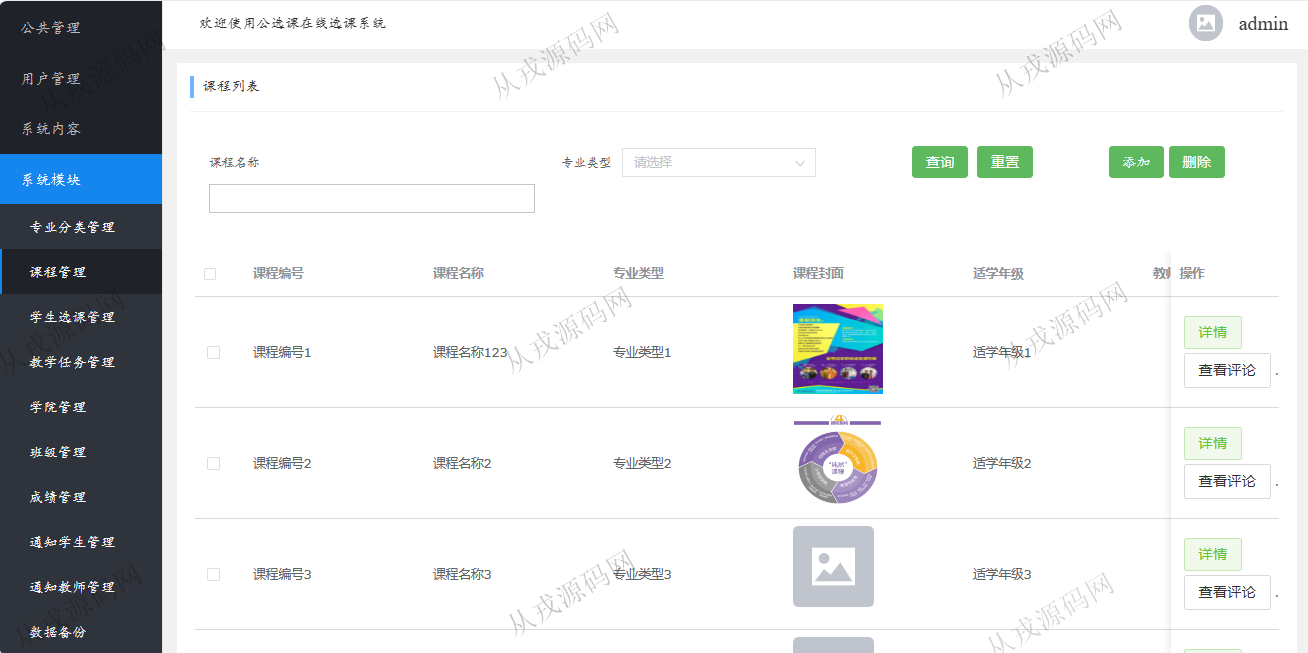 公共管理
用户管理
系统内容
系统模块
专业分类管理
课程管理
学生选课管理
教学任务管理
学院管理
班级管理
成绩管理
通知学生管理
通知教师管理
数据备份
欢迎使用公选课在线选课系统
admin
课程列表
课程名称
专业类型 请选择
查询 重置 添加 删除
课程编号 课程名称 专业类型 课程封面 适学年级 操作
课程编号1 课程名称123 专业类型1 适学年级1 详情
查看评论
课程编号2 课程名称2 专业类型2 适学年级2 详情
查看评论
课程编号3 课程名称3 专业类型3 适学年级3 详情
查看评论
从戎源码网
从戎源码网
从戎源码网
从戎源码网
从戎源码网
从戎源码网
从戎源码网
从戎源码网
从戎源码网